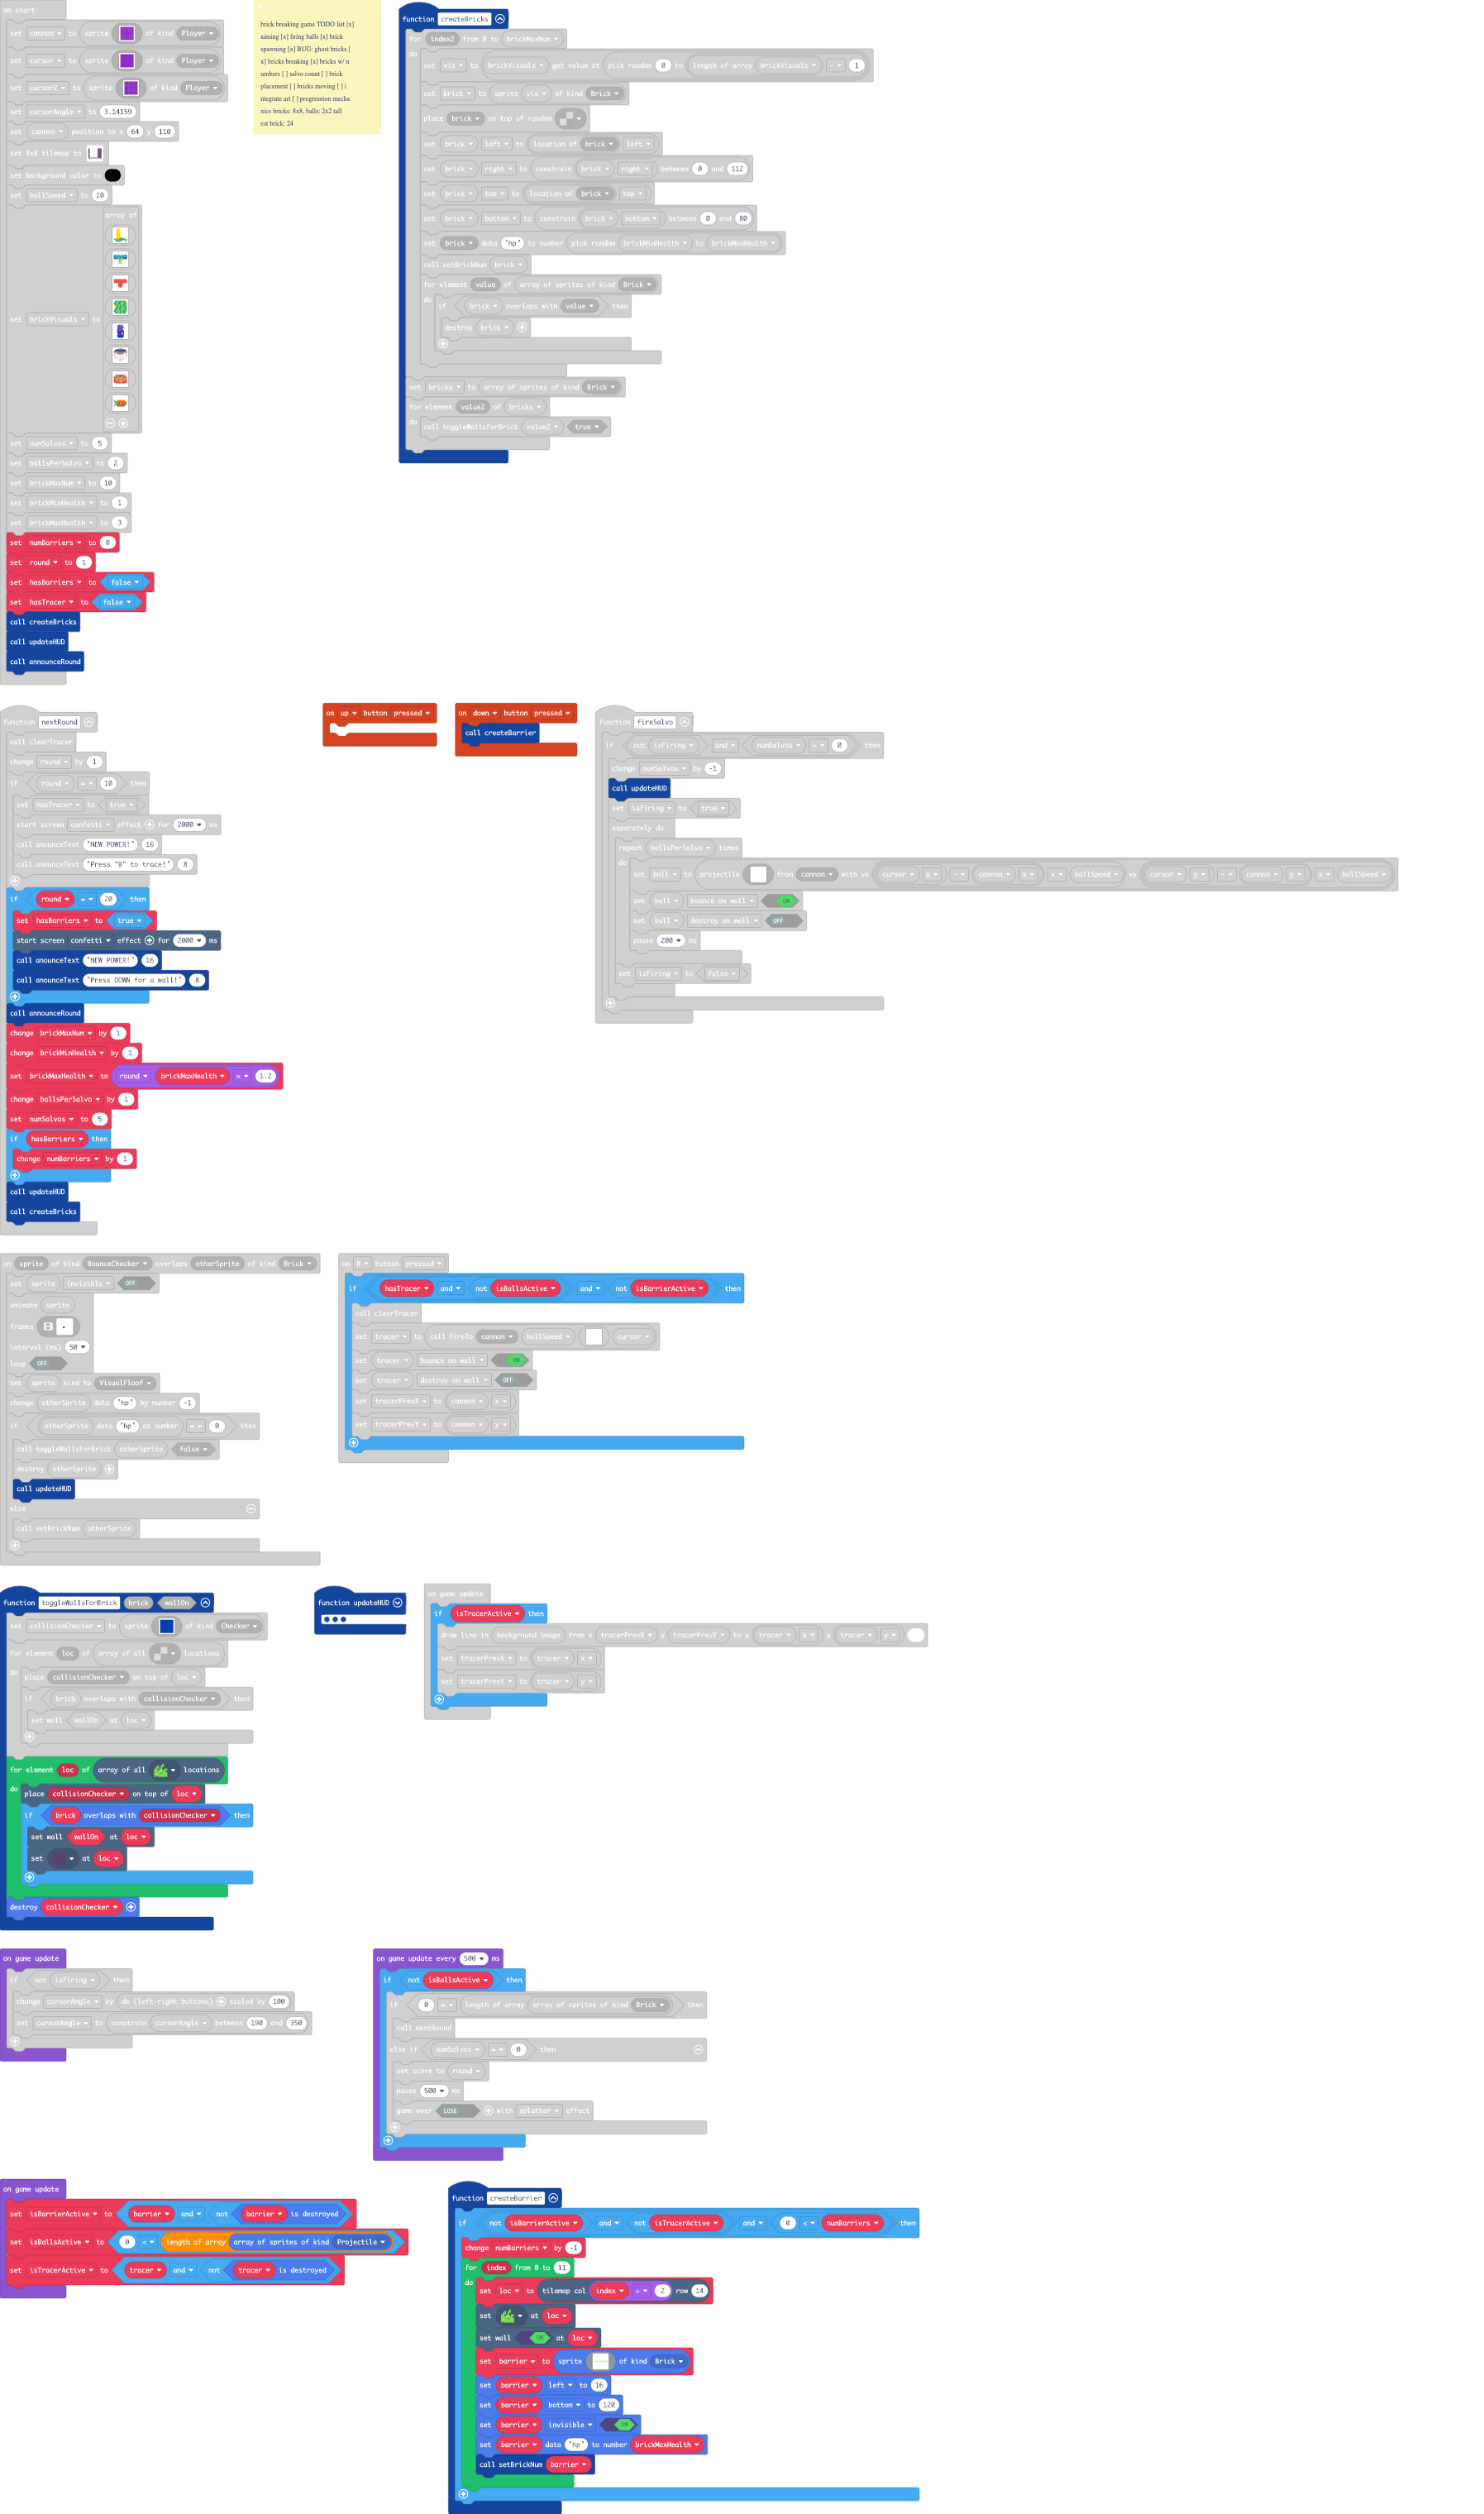 on start
set cannon to sprite of kind Player
set cursor to sprite of kind Player
set cursor2 to sprite of kind Player
set cursorAngle to 3.14159
set cannon position to x 64 y 110
set 8x8 tilemap to
set background color to
set ballSpeed to 10
set brickVisuals to array of
set numSalvos to 5
set ballsPerSalvo to 2
set brickMaxNum to 10
set brickMinHealth to 1
set brickMaxHealth to 3
set numBarriers to 0
set round to 1
set hasBarriers to false
set hasTracer to false
call createBricks
call updateHUD
call announceRound
brick breaking game TODO list [x]
aiming [x] firing balls [x] brick
spawning [x] BUG: ghost bricks [
x] bricks breaking [x] bricks w/ n
umbers [ ] salvo count [ ] brick
placement [ ] bricks moving [ ] i
ntegrate art [ ] progression mecha
nics bricks: 8x8, balls: 2x2 tall
est brick: 24
function createBricks
for index2 from 0 to brickMaxNum
do
set vis to brickVisuals get value at pick random 0 to length of array brickVisuals - 1
set brick to sprite vis of kind Brick
place brick on top of random
set brick left to location of brick left
set brick right to constrain brick right between 0 and 112
set brick top to location of brick top
set brick bottom to constrain brick bottom between 0 and 80
set brick data "hp" to number pick random brickMinHealth to brickMaxHealth
call setBrickNum brick
for element value of array of sprites of kind Brick
do if brick overlaps with value then
destroy brick
set bricks to array of sprites of kind Brick
for element value2 of bricks
do call toggleWallsForBrick value2 true
function nextRound
call clearTracer
change round by 1
if round = 10 then
set hasTracer to true
start screen confetti effect for 2000 ms
call anounceText "NEW POWER!" 16
call anounceText "Press "B" to trace!" 8
if round = 20 then
set hasBarriers to true
start screen confetti effect for 2000 ms
call anounceText "NEW POWER!" 16
call anounceText "Press DOWN for a wall!" 8
call announceRound
change brickMaxNum by 1
change brickMinHealth by 1
set brickMaxHealth to round brickMaxHealth × 1.2
change ballsPerSalvo by 1
set numSalvos to 5
if hasBarriers then
change numBarriers by 1
call updateHUD
call createBricks
on up button pressed
on down button pressed
call createBarrier
function fireSalvo
if not isFiring and numSalvos > 0 then
change numSalvos by -1
call updateHUD
set isFiring to true
separately do
repeat ballsPerSalvo times
do
set ball to projectile from cannon with vx cursor x - cannon x × ballSpeed vy cursor y - cannon y × ballSpeed
set ball bounce on wall ON
set ball destroy on wall OFF
pause 200 ms
set isFiring to false
on sprite of kind BounceChecker overlaps otherSprite of kind Brick
set sprite invisible OFF
animate sprite
frames
interval (ms) 50
loop OFF
set sprite kind to VisualFloof
change otherSprite data "hp" by number -1
if otherSprite data "hp" as number = 0 then
call toggleWallsForBrick otherSprite false
destroy otherSprite
call updateHUD
else
call setBrickNum otherSprite
on B button pressed
if hasTracer and not isBallsActive and not isBarrierActive then
call clearTracer
set tracer to call fireTo cannon ballSpeed cursor
set tracer bounce on wall ON
set tracer destroy on wall OFF
set tracerPrevX to cannon x
set tracerPrevY to cannon y
function toggleWallsForBrick brick wallOn
set collisionChecker to sprite of kind Checker
for element loc of array of all locations
do place collisionChecker on top of loc
if brick overlaps with collisionChecker then
set wall wallOn at loc
for element loc of array of all locations
do place collisionChecker on top of loc
if brick overlaps with collisionChecker then
set wall wallOn at loc
set at loc
destroy collisionChecker
function updateHUD
on game update
if isTracerActive then
draw line in background image from x tracerPrevX y tracerPrevY to x tracer x y tracer y
set tracerPrevX to tracer x
set tracerPrevY to tracer y
on game update
if not isFiring then
change cursorAngle by dx (left-right buttons) scaled by 100
set cursorAngle to constrain cursorAngle between 190 and 350
on game update every 500 ms
if not isBallsActive then
if 0 = length of array array of sprites of kind Brick then
call nextRound
else if numSalvos = 0 then
set score to round
pause 500 ms
game over LOSE with splatter effect
on game update
set isBarrierActive to barrier and not barrier is destroyed
set isBallsActive to 0 < length of array array of sprites of kind Projectile
set isTracerActive to tracer and not tracer is destroyed
function createBarrier
if not isBarrierActive and not isTracerActive and 0 < numBarriers then
change numBarriers by -1
for index from 0 to 11
do set loc to tilemap col index + 2 row 14
set at loc
set wall ON at loc
set barrier to sprite of kind Brick
set barrier left to 16
set barrier bottom to 120
set barrier invisible ON
set barrier data "hp" to number brickMaxHealth
call setBrickNum barrier